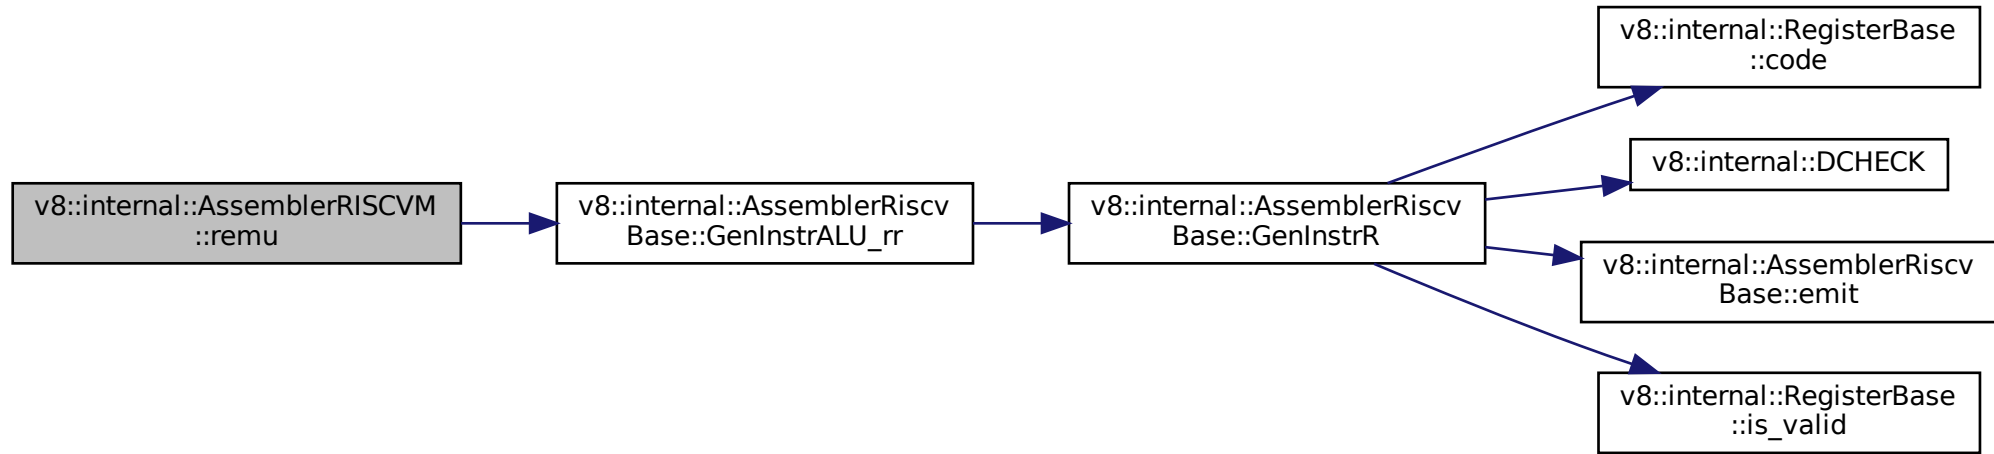 v8::internal::AssemblerRISCVM
::remu
v8::internal::AssemblerRiscv
Base::GenInstrALU_rr
v8::internal::AssemblerRiscv
Base::GenInstrR
v8::internal::RegisterBase
::code
v8::internal::DCHECK
v8::internal::AssemblerRiscv
Base::emit
v8::internal::RegisterBase
::is_valid